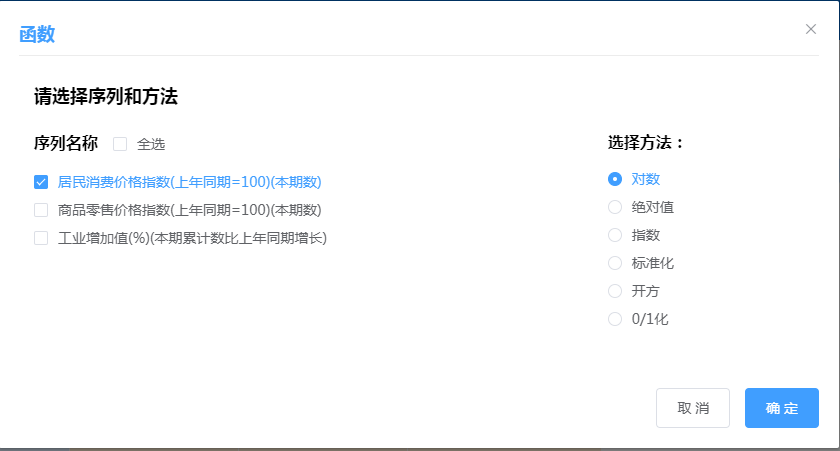 函数
请选择序列和方法
序列名称 全选
居民消费价格指数(上年同期=100)(本期数)
商品零售价格指数(上年同期=100)(本期数)
工业增加值(%)(本期累计数比上年同期增长)
选择方法：
对数
绝对值
指数
标准化
开方
0/1化
取 消
确 定